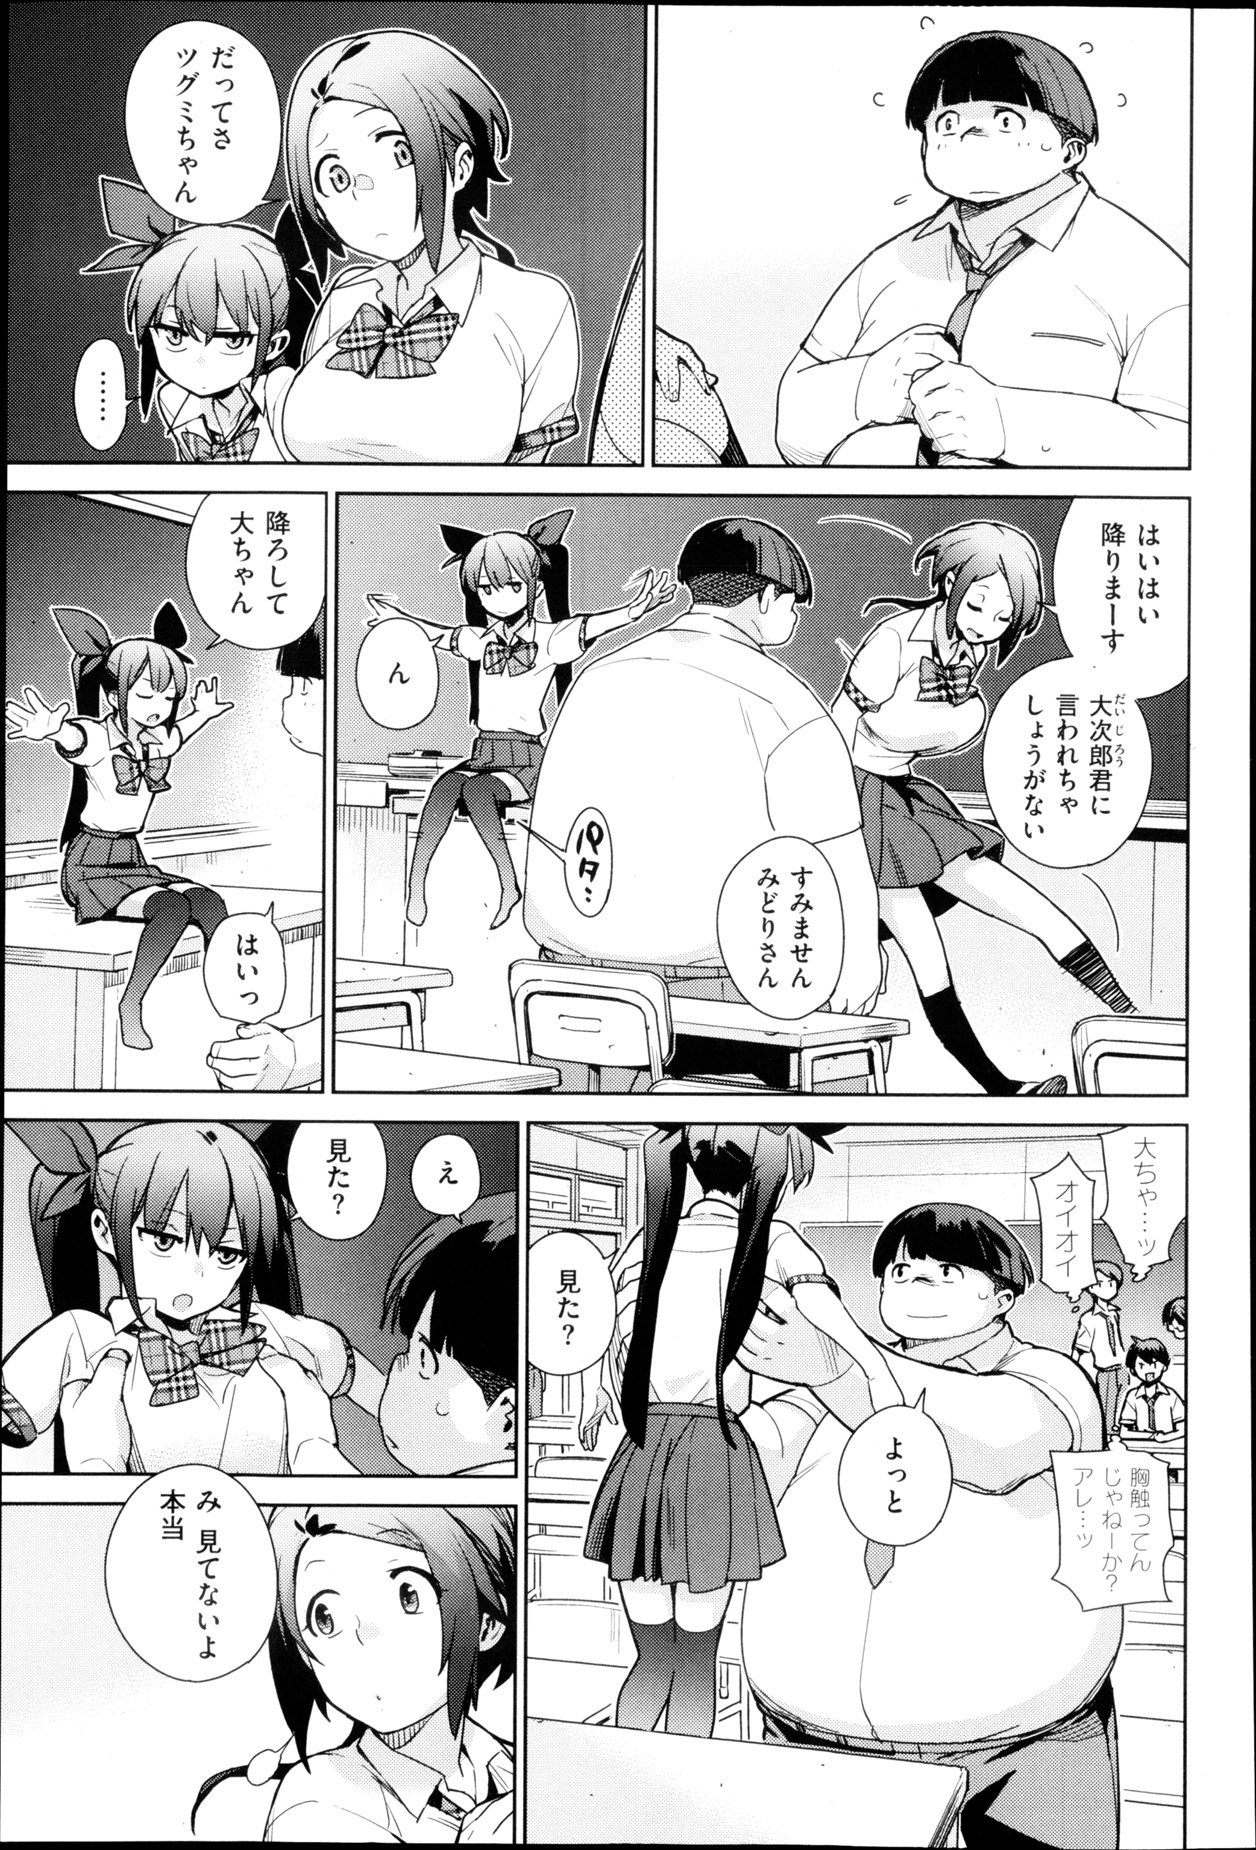 だってさ
ツグミちゃん
……
はいはい
降りまーす
大次郎君に
だいじろう
言われちゃ
しょうがない
すみません
みどりさん
ん
パタ…
降ろして
大ちゃん
はいっ
大ちゃ…ッ
オイオイ
胸触ってん
じゃねーか?
アレ…ッ
よっと
見た?
え
見た?
み 見てないよ
本当